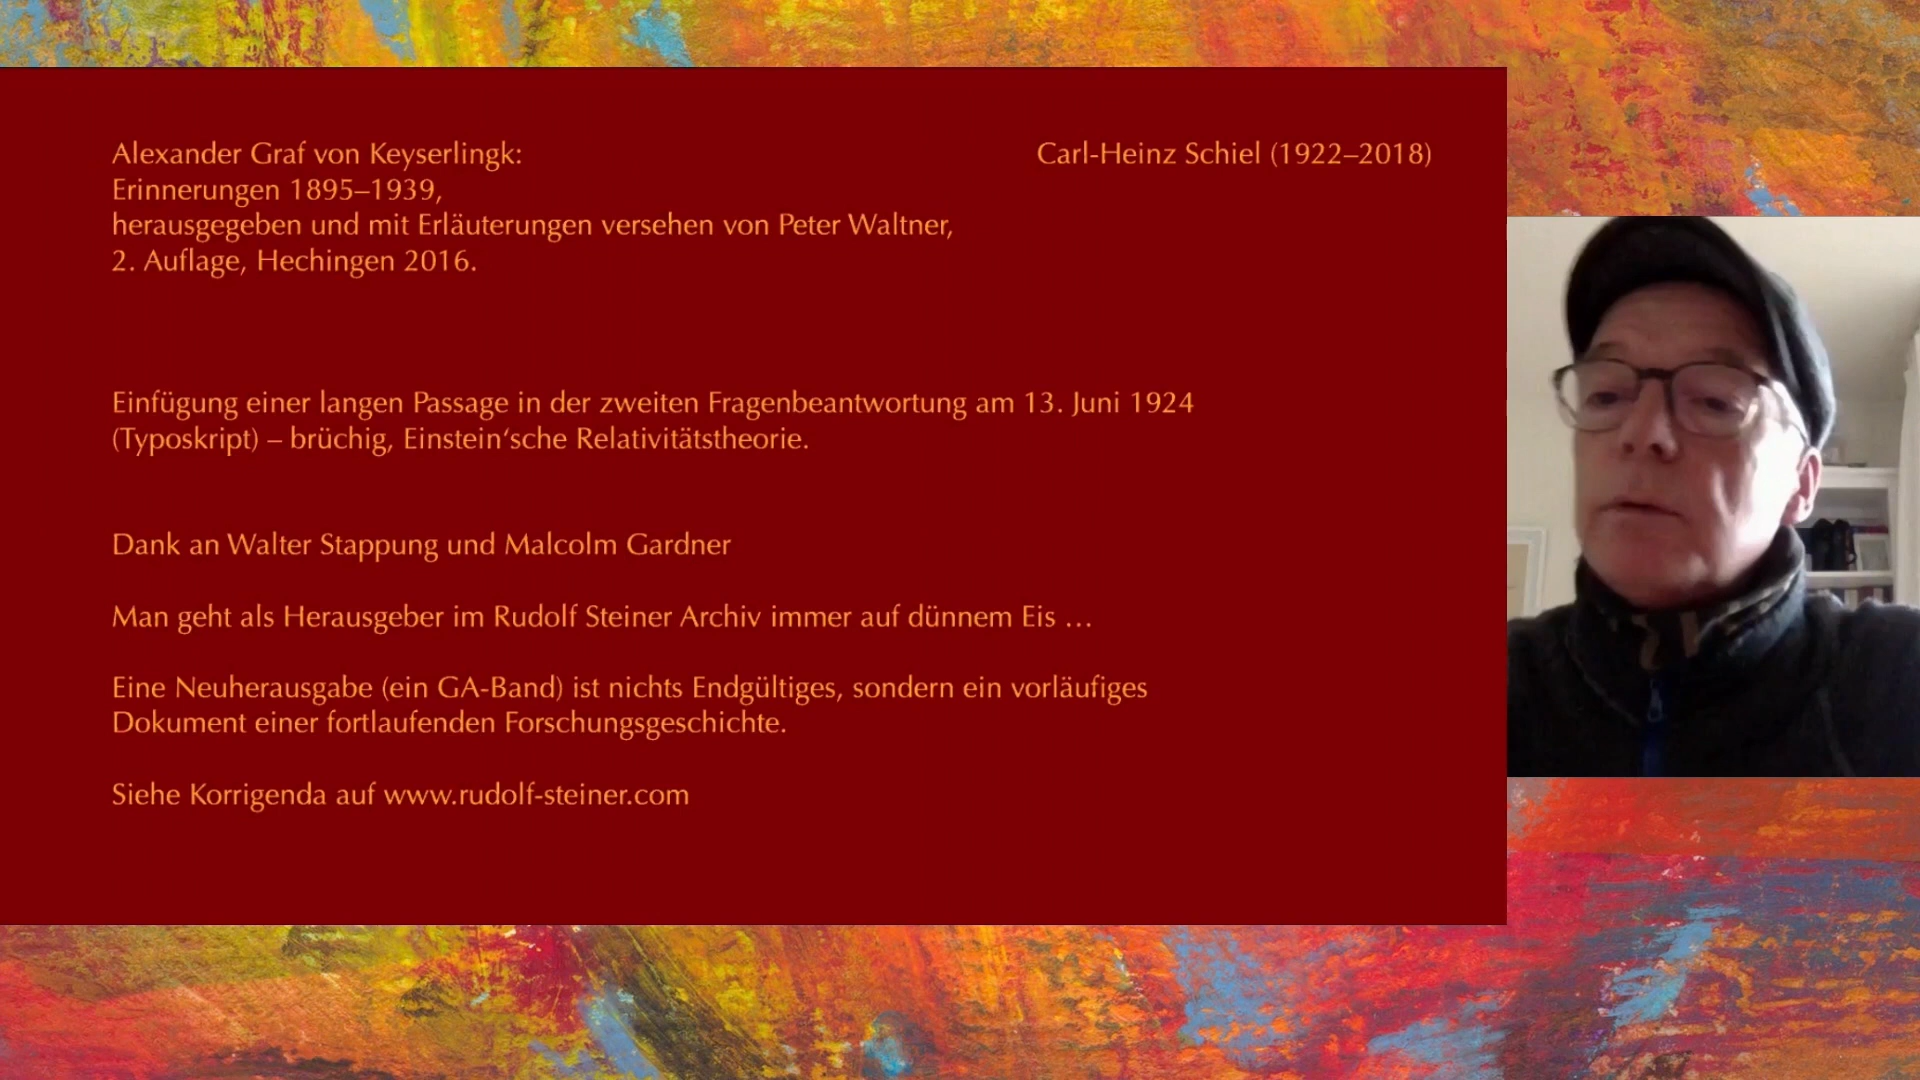 Alexander Graf von Keyserlingk:
Carl-Heinz Schiel (1922–2018)
Erinnerungen 1895–1939,
herausgegeben und mit Erläuterungen versehen von Peter Waltner,
2. Auflage, Hechingen 2016.
Einfügung einer langen Passage in der zweiten Fragenbeantwortung am 13. Juni 1924
(Typoskript) – brüchig, Einstein‘sche Relativitätstheorie.
Dank an Walter Stappung und Malcolm Gardner
Man geht als Herausgeber im Rudolf Steiner Archiv immer auf dünnem Eis …
Eine Neuherausgabe (ein GA-Band) ist nichts Endgültiges, sondern ein vorläufiges
Dokument einer fortlaufenden Forschungsgeschichte.
Siehe Korrigenda auf www.rudolf-steiner.com